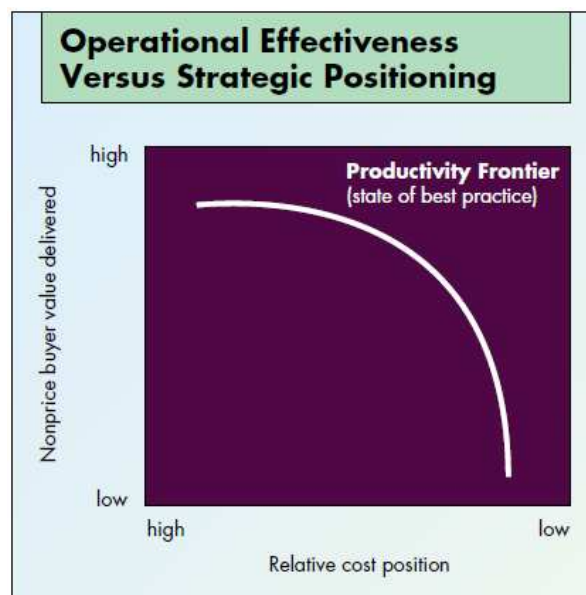 Operational Effectiveness
Versus Strategic Positioning
high
Productivity Frontier
(state of best practice)
Nonprice buyer value delivered
low
high
low
Relative cost position